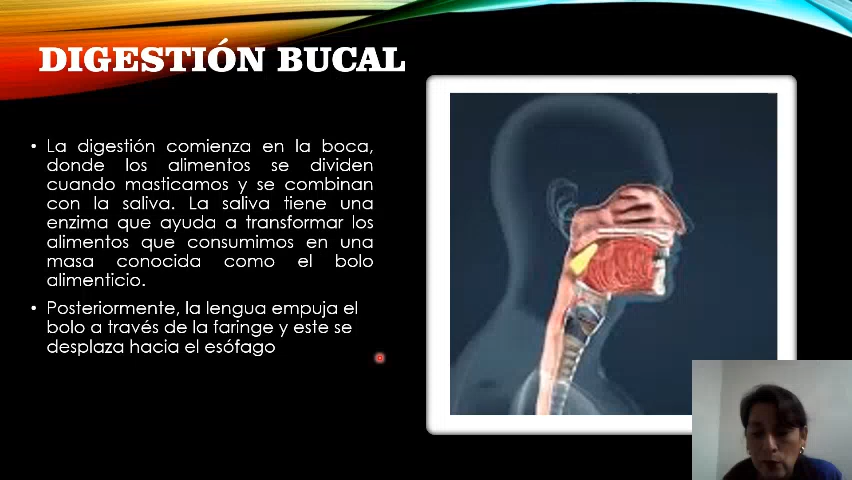 DIGESTIÓN BUCAL
• La digestión comienza en la boca,
donde los alimentos se dividen
cuando masticamos y se combinan
con la saliva. La saliva tiene una
enzima que ayuda a transformar los
alimentos que consumimos en una
masa conocida como el bolo
alimenticio.
• Posteriormente, la lengua empuja el
bolo a través de la faringe y este se
desplaza hacia el esófago